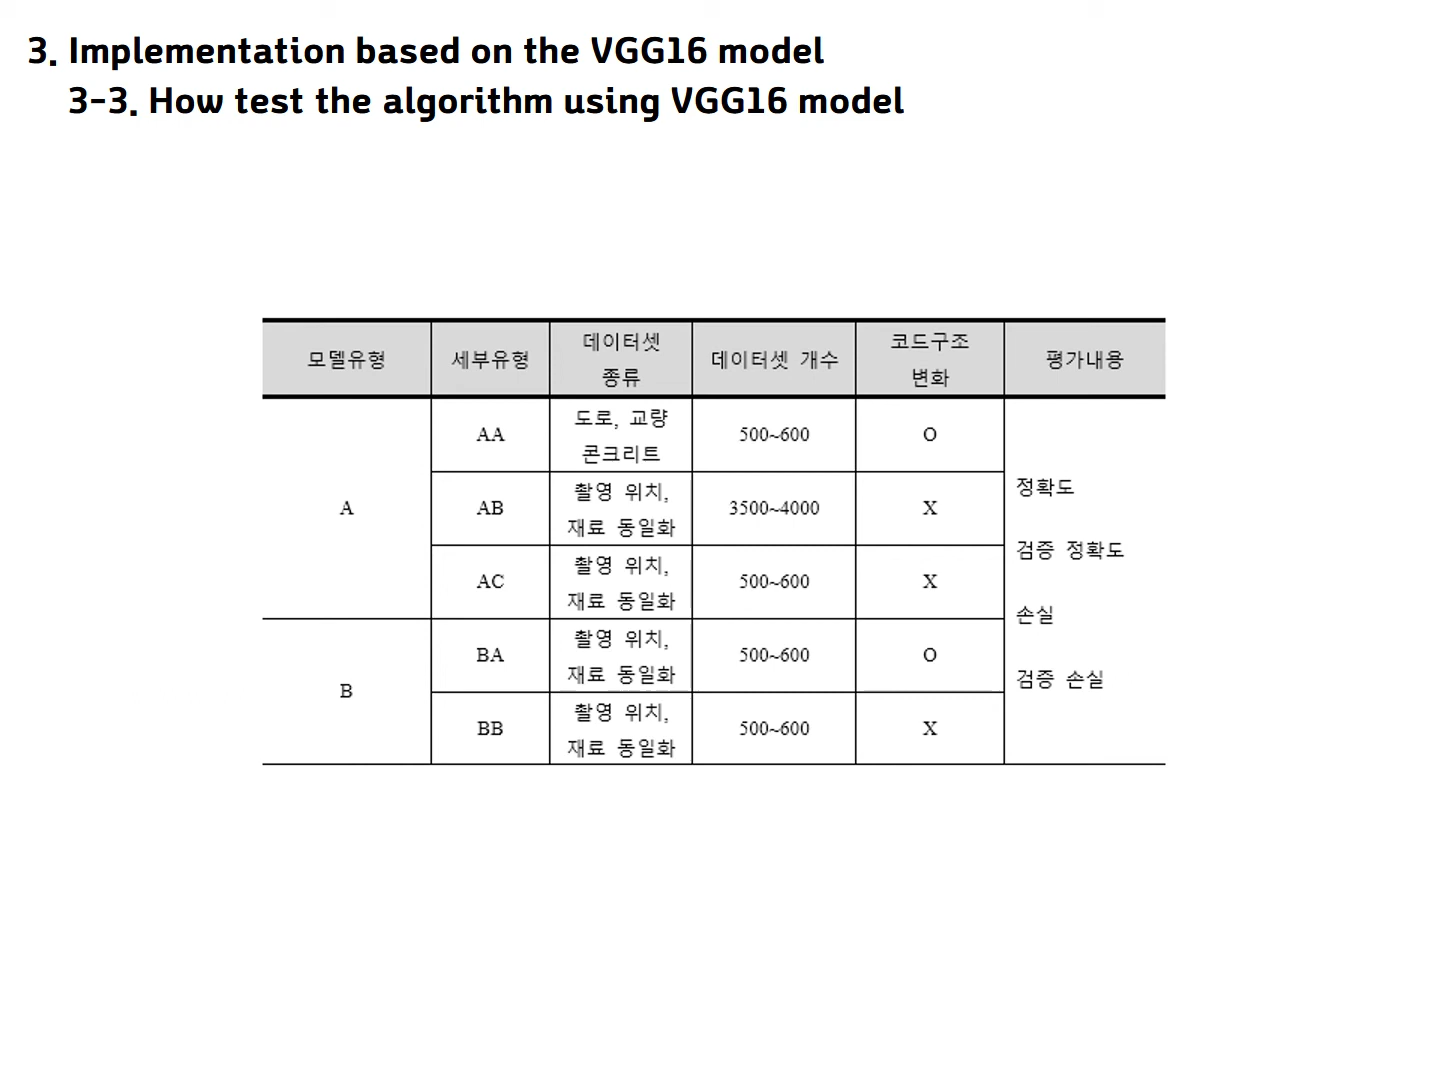 3. Implementation based on the VGG16 model
3-3. How test the algorithm using VGG16 model
모델유형 세부유형 데이터셋 종류 데이터셋 개수 코드구조 변화 평가내용
A AA 도로, 교량 콘크리트 500~600 O
AB 촬영 위치, 재료 동일화 3500~4000 X
AC 촬영 위치, 재료 동일화 500~600 X
B BA 촬영 위치, 재료 동일화 500~600 O
BB 촬영 위치, 재료 동일화 500~600 X
정확도
검증 정확도
손실
검증 손실